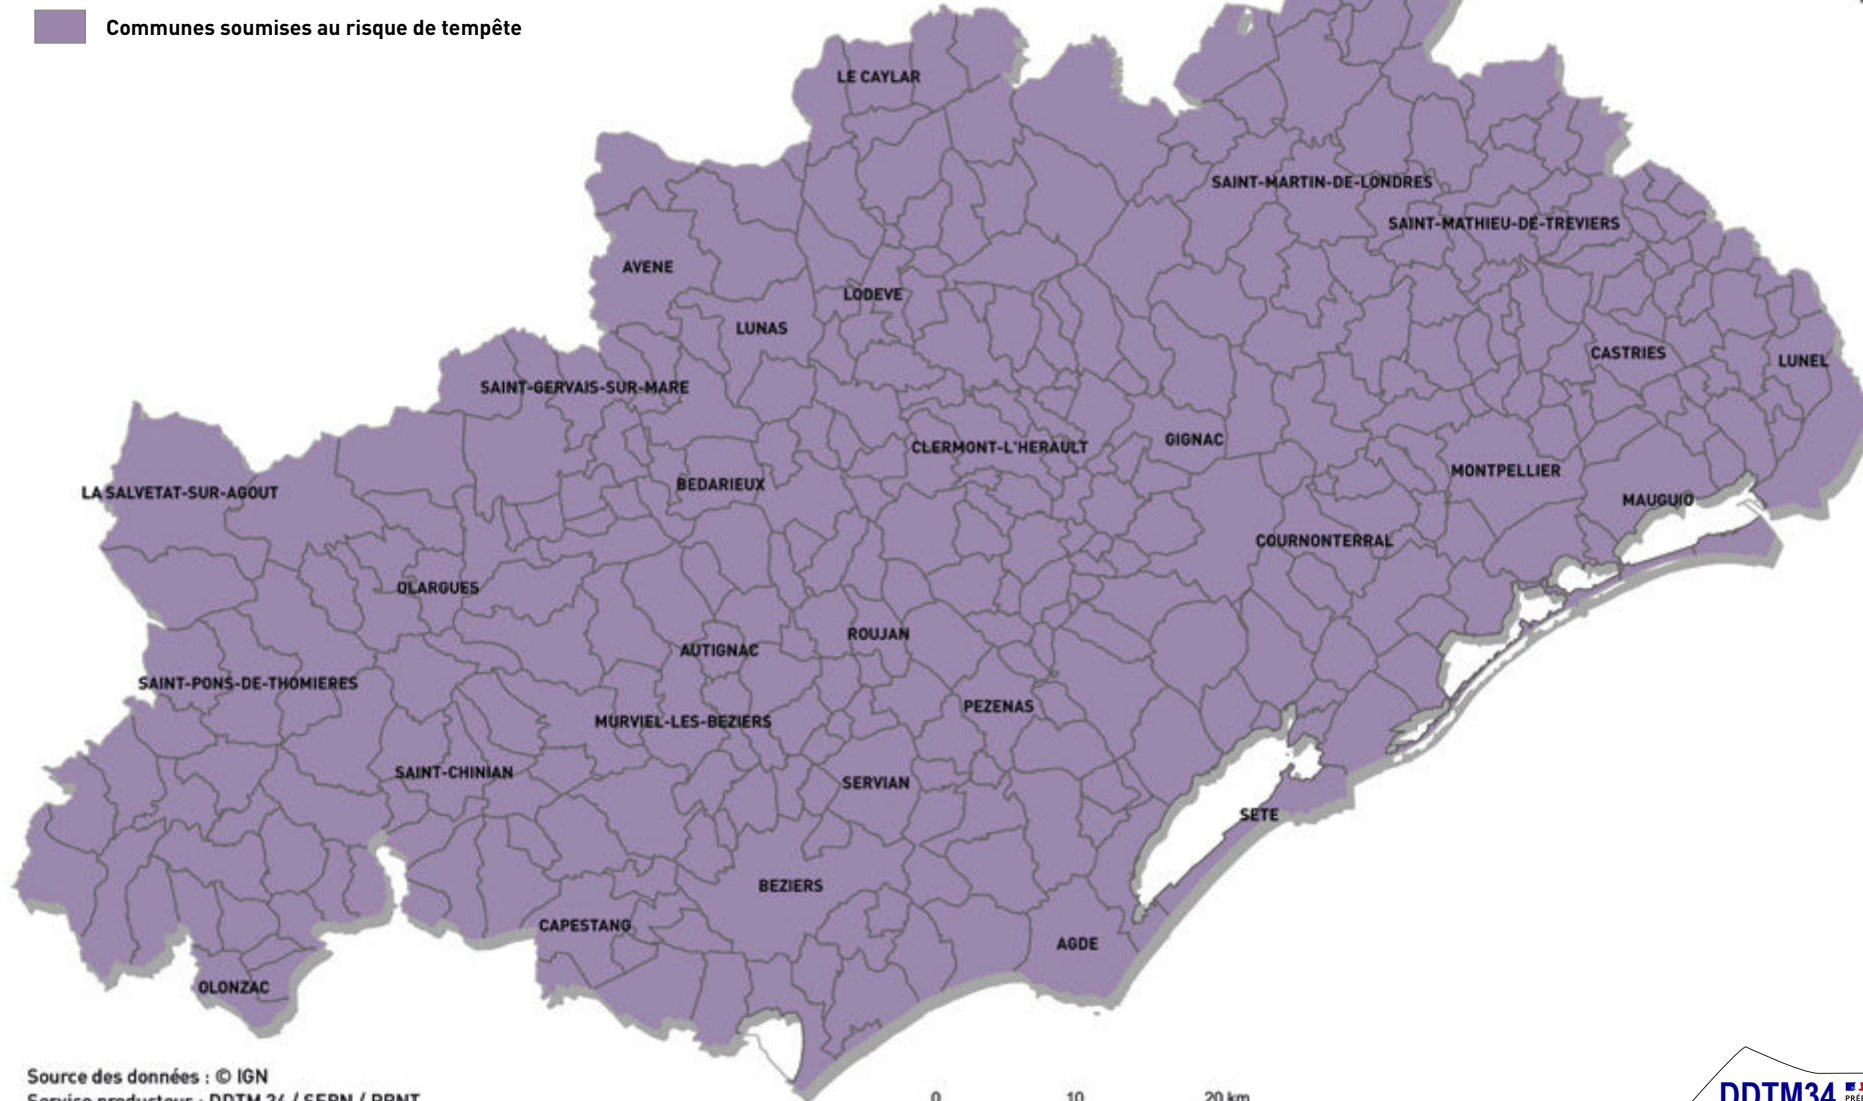 Communes soumises au risque de tempête
LE CAYLAR
SAINT-MARTIN-DE-LONDRES
SAINT-MATHIEU-DE-TREVIERS
AVENE
LODEVE
LUNAS
CASTRIES
LUNEL
SAINT-GERVAIS-SUR-MARE
CLERMONT-L'HERAULT
GIGNAC
MONTPELLIER
BEDARIEUX
LA SALVETAT-SUR-AGOUT
MAUGUIO
COURNONTERRAL
OLARGUES
ROUJAN
AUTIGNAC
SAINT-PONS-DE-THOMIERES
PEZENAS
MURVIEL-LES-BEZIERS
SAINT-CHINIAN
SERVIAN
SETE
BEZIERS
CAPESTANG
AGDE
OLONZAC
Source des données : © IGN
0 10 20 km
DDTM34